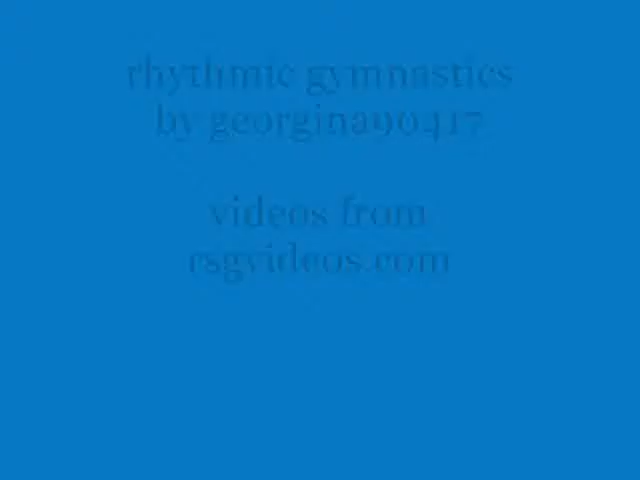 rhythmic gymnastics
by georgina90417
videos from
rsgvideos.com